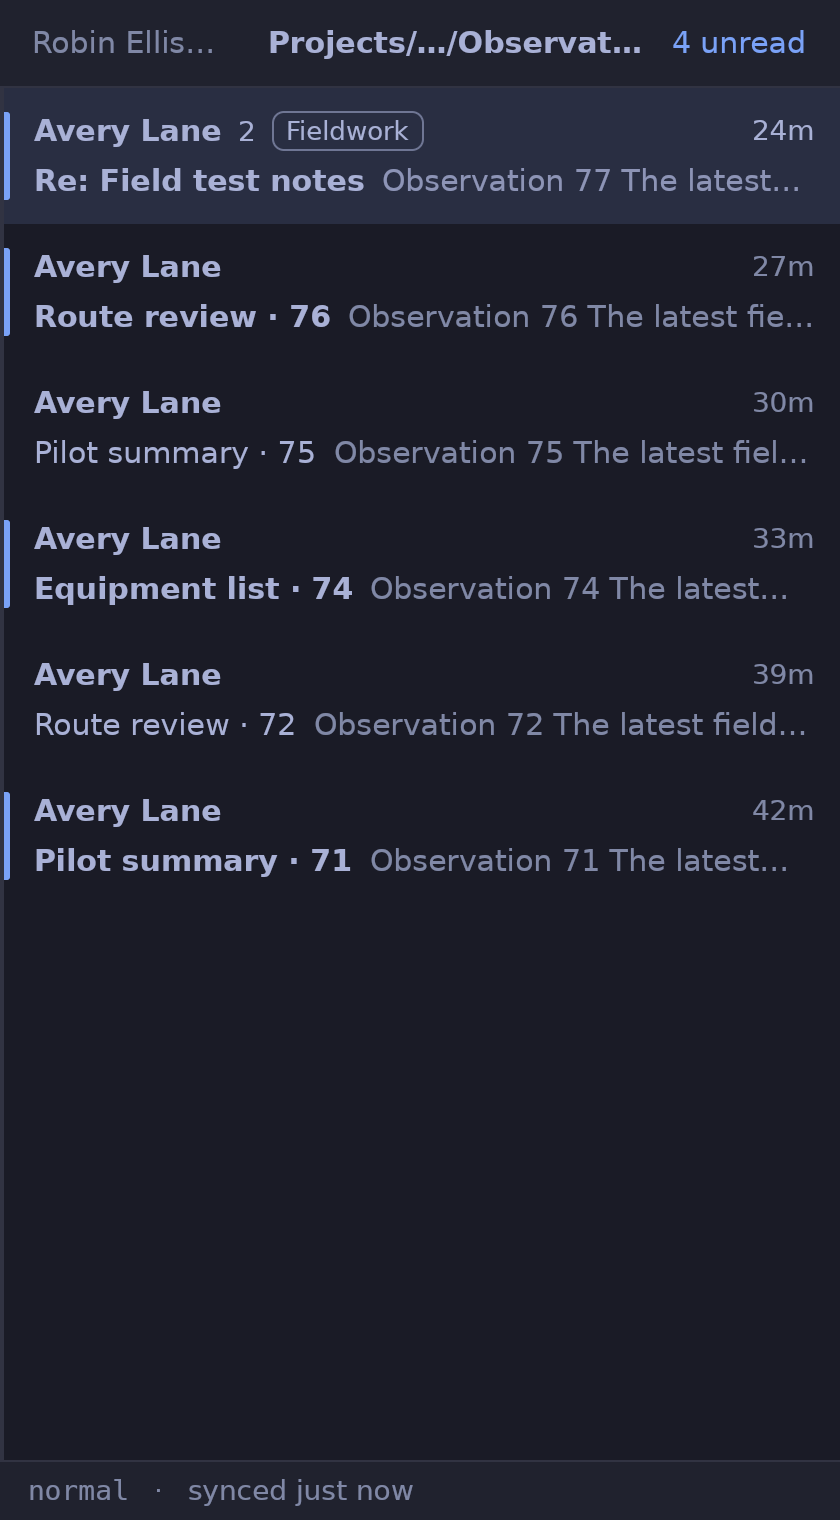 Robin Ellis… Projects/…/Observat… 4 unread
Avery Lane 2 Fieldwork 24m
Re: Field test notes Observation 77 The latest…
Avery Lane 27m
Route review · 76 Observation 76 The latest fie…
Avery Lane 30m
Pilot summary · 75 Observation 75 The latest fiel…
Avery Lane 33m
Equipment list · 74 Observation 74 The latest…
Avery Lane 39m
Route review · 72 Observation 72 The latest field…
Avery Lane 42m
Pilot summary · 71 Observation 71 The latest…
normal · synced just now